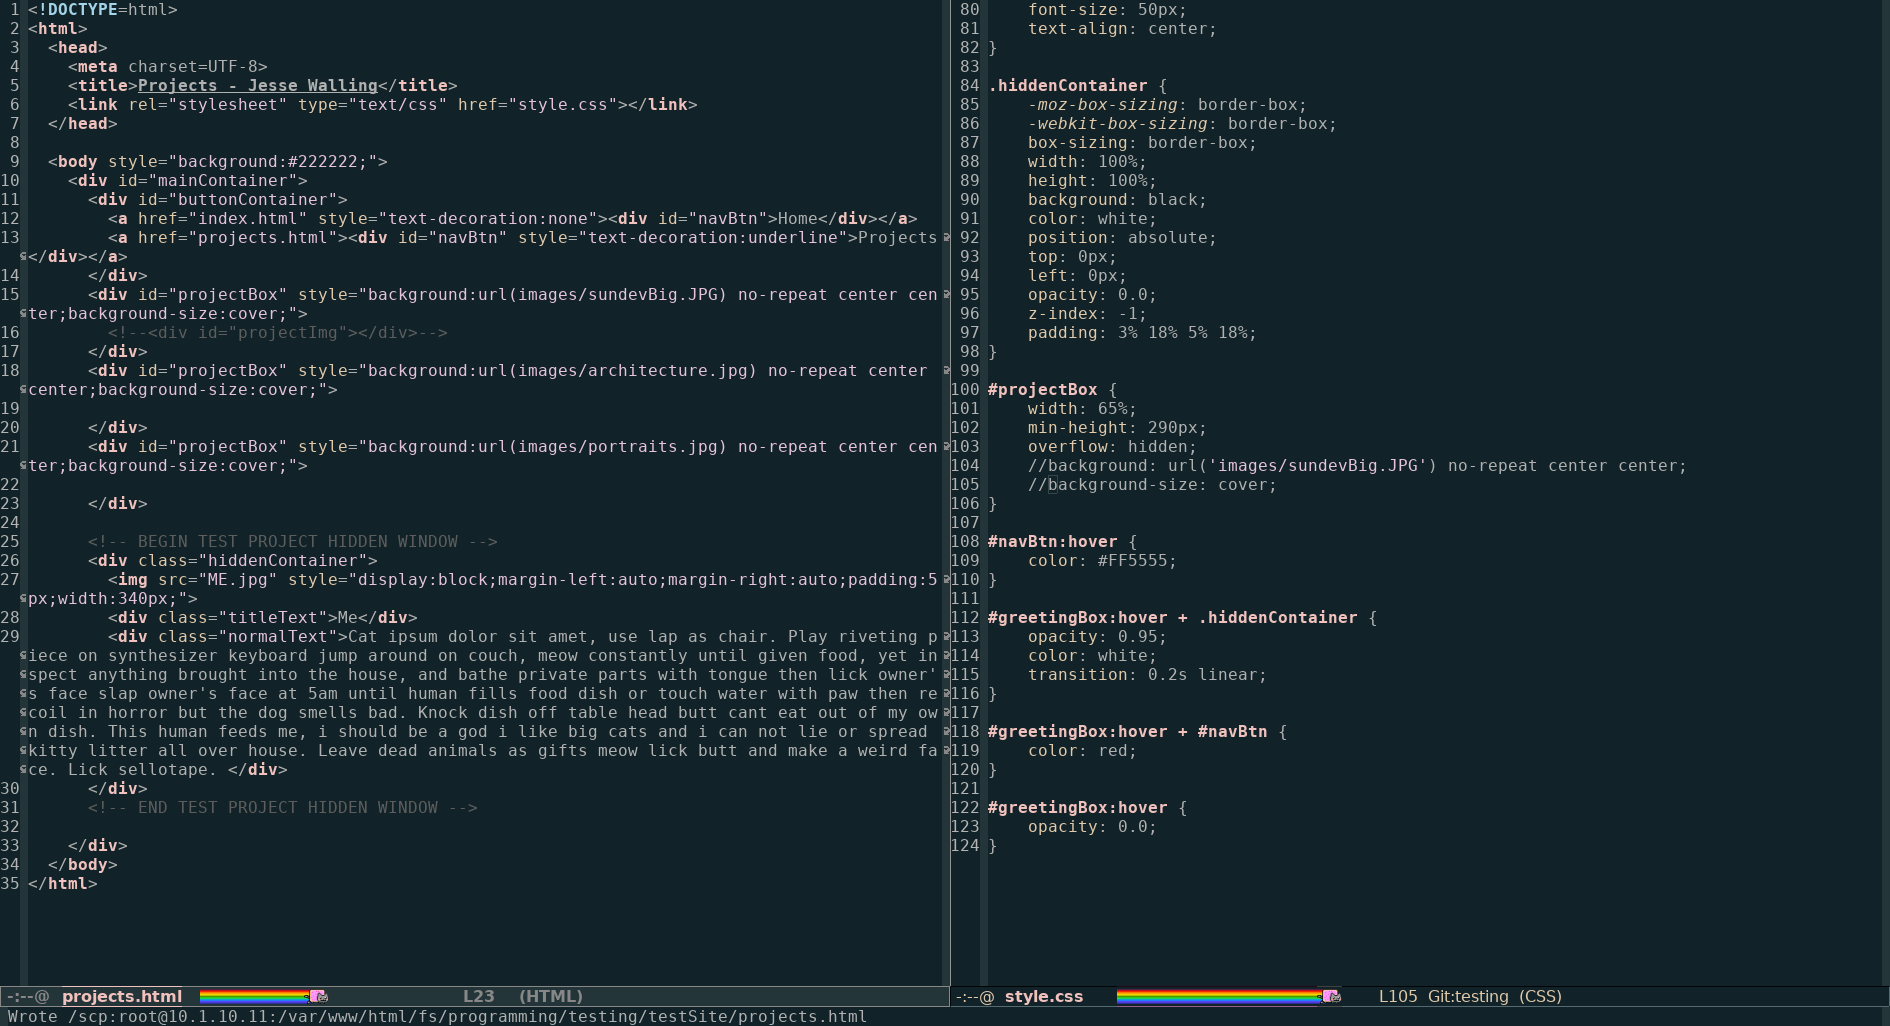 1 <!DOCTYPE=html>
2 <html>
3   <head>
4     <meta charset=UTF-8>
5     <title>Projects - Jesse Walling</title>
6     <link rel="stylesheet" type="text/css" href="style.css"></link>
7   </head>
8
9   <body style="background:#222222;">
10     <div id="mainContainer">
11       <div id="buttonContainer">
12         <a href="index.html" style="text-decoration:none"><div id="navBtn">Home</div></a>
13         <a href="projects.html"><div id="navBtn" style="text-decoration:underline">Projects
</div></a>
14       </div>
15       <div id="projectBox" style="background:url(images/sundevBig.JPG) no-repeat center cen
ter;background-size:cover;">
16         <!--<div id="projectImg"></div>-->
17       </div>
18       <div id="projectBox" style="background:url(images/architecture.jpg) no-repeat center
center;background-size:cover;">
19
20       </div>
21       <div id="projectBox" style="background:url(images/portraits.jpg) no-repeat center cen
ter;background-size:cover;">
22
23       </div>
24
25       <!-- BEGIN TEST PROJECT HIDDEN WINDOW -->
26       <div class="hiddenContainer">
27         <img src="ME.jpg" style="display:block;margin-left:auto;margin-right:auto;padding:5
px;width:340px;">
28         <div class="titleText">Me</div>
29         <div class="normalText">Cat ipsum dolor sit amet, use lap as chair. Play riveting p
iece on synthesizer keyboard jump around on couch, meow constantly until given food, yet in
spect anything brought into the house, and bathe private parts with tongue then lick owner'
s face slap owner's face at 5am until human fills food dish or touch water with paw then re
coil in horror but the dog smells bad. Knock dish off table head butt cant eat out of my ow
n dish. This human feeds me, i should be a god i like big cats and i can not lie or spread
kitty litter all over house. Leave dead animals as gifts meow lick butt and make a weird fa
ce. Lick sellotape. </div>
30       </div>
31       <!-- END TEST PROJECT HIDDEN WINDOW -->
32
33     </div>
34   </body>
35 </html>
-:--@ projects.html L23 (HTML)
80     font-size: 50px;
81     text-align: center;
82 }
83
84 .hiddenContainer {
85     -moz-box-sizing: border-box;
86     -webkit-box-sizing: border-box;
87     box-sizing: border-box;
88     width: 100%;
89     height: 100%;
90     background: black;
91     color: white;
92     position: absolute;
93     top: 0px;
94     left: 0px;
95     opacity: 0.0;
96     z-index: -1;
97     padding: 3% 18% 5% 18%;
98 }
99
100 #projectBox {
101     width: 65%;
102     min-height: 290px;
103     overflow: hidden;
104     //background: url('images/sundevBig.JPG') no-repeat center center;
105     //background-size: cover;
106 }
107
108 #navBtn:hover {
109     color: #FF5555;
110 }
111
112 #greetingBox:hover + .hiddenContainer {
113     opacity: 0.95;
114     color: white;
115     transition: 0.2s linear;
116 }
117
118 #greetingBox:hover + #navBtn {
119     color: red;
120 }
121
122 #greetingBox:hover {
123     opacity: 0.0;
124 }
-:--@ style.css L105 Git:testing (CSS)
Wrote /scp:root@10.1.10.11:/var/www/html/fs/programming/testing/testSite/projects.html